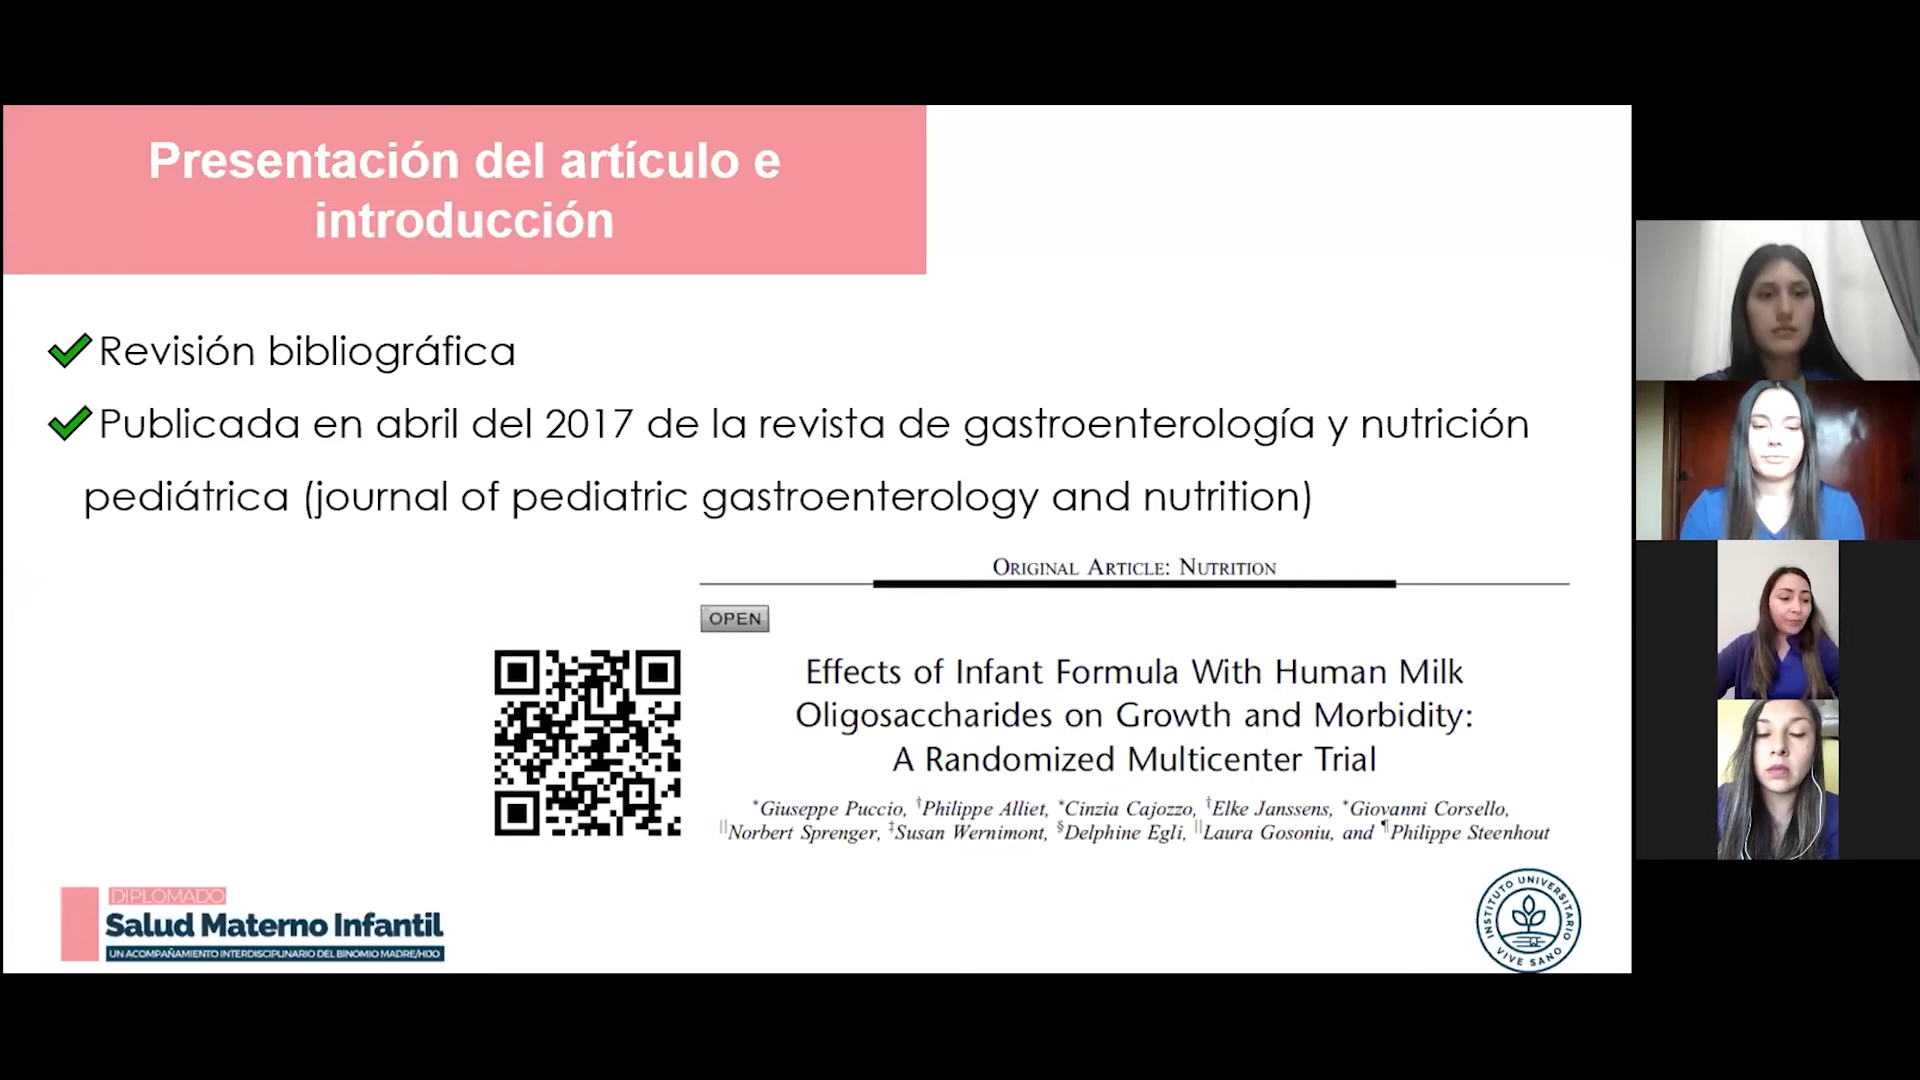 Presentación del artículo e
introducción
Revisión bibliográfica
Publicada en abril del 2017 de la revista de gastroenterología y nutrición
pediátrica (journal of pediatric gastroenterology and nutrition)
ORIGINAL ARTICLE: NUTRITION
OPEN
Effects of Infant Formula With Human Milk
Oligosaccharides on Growth and Morbidity:
A Randomized Multicenter Trial
*Giuseppe Puccio, †Philippe Alliet, *Cinzia Cajozzo, †Elke Janssens, *Giovanni Corsello,
||Norbert Sprenger, ‡Susan Wernimont, §Delphine Egli, ||Laura Gosoniu, and ¶Philippe Steenhout
DIPLOMADO
Salud Materno Infantil
UN ACOMPAÑAMIENTO INTERDISCIPLINARIO DEL BINOMIO MADRE/HIJO
INSTITUTO UNIVERSITARIO
VIVE SANO